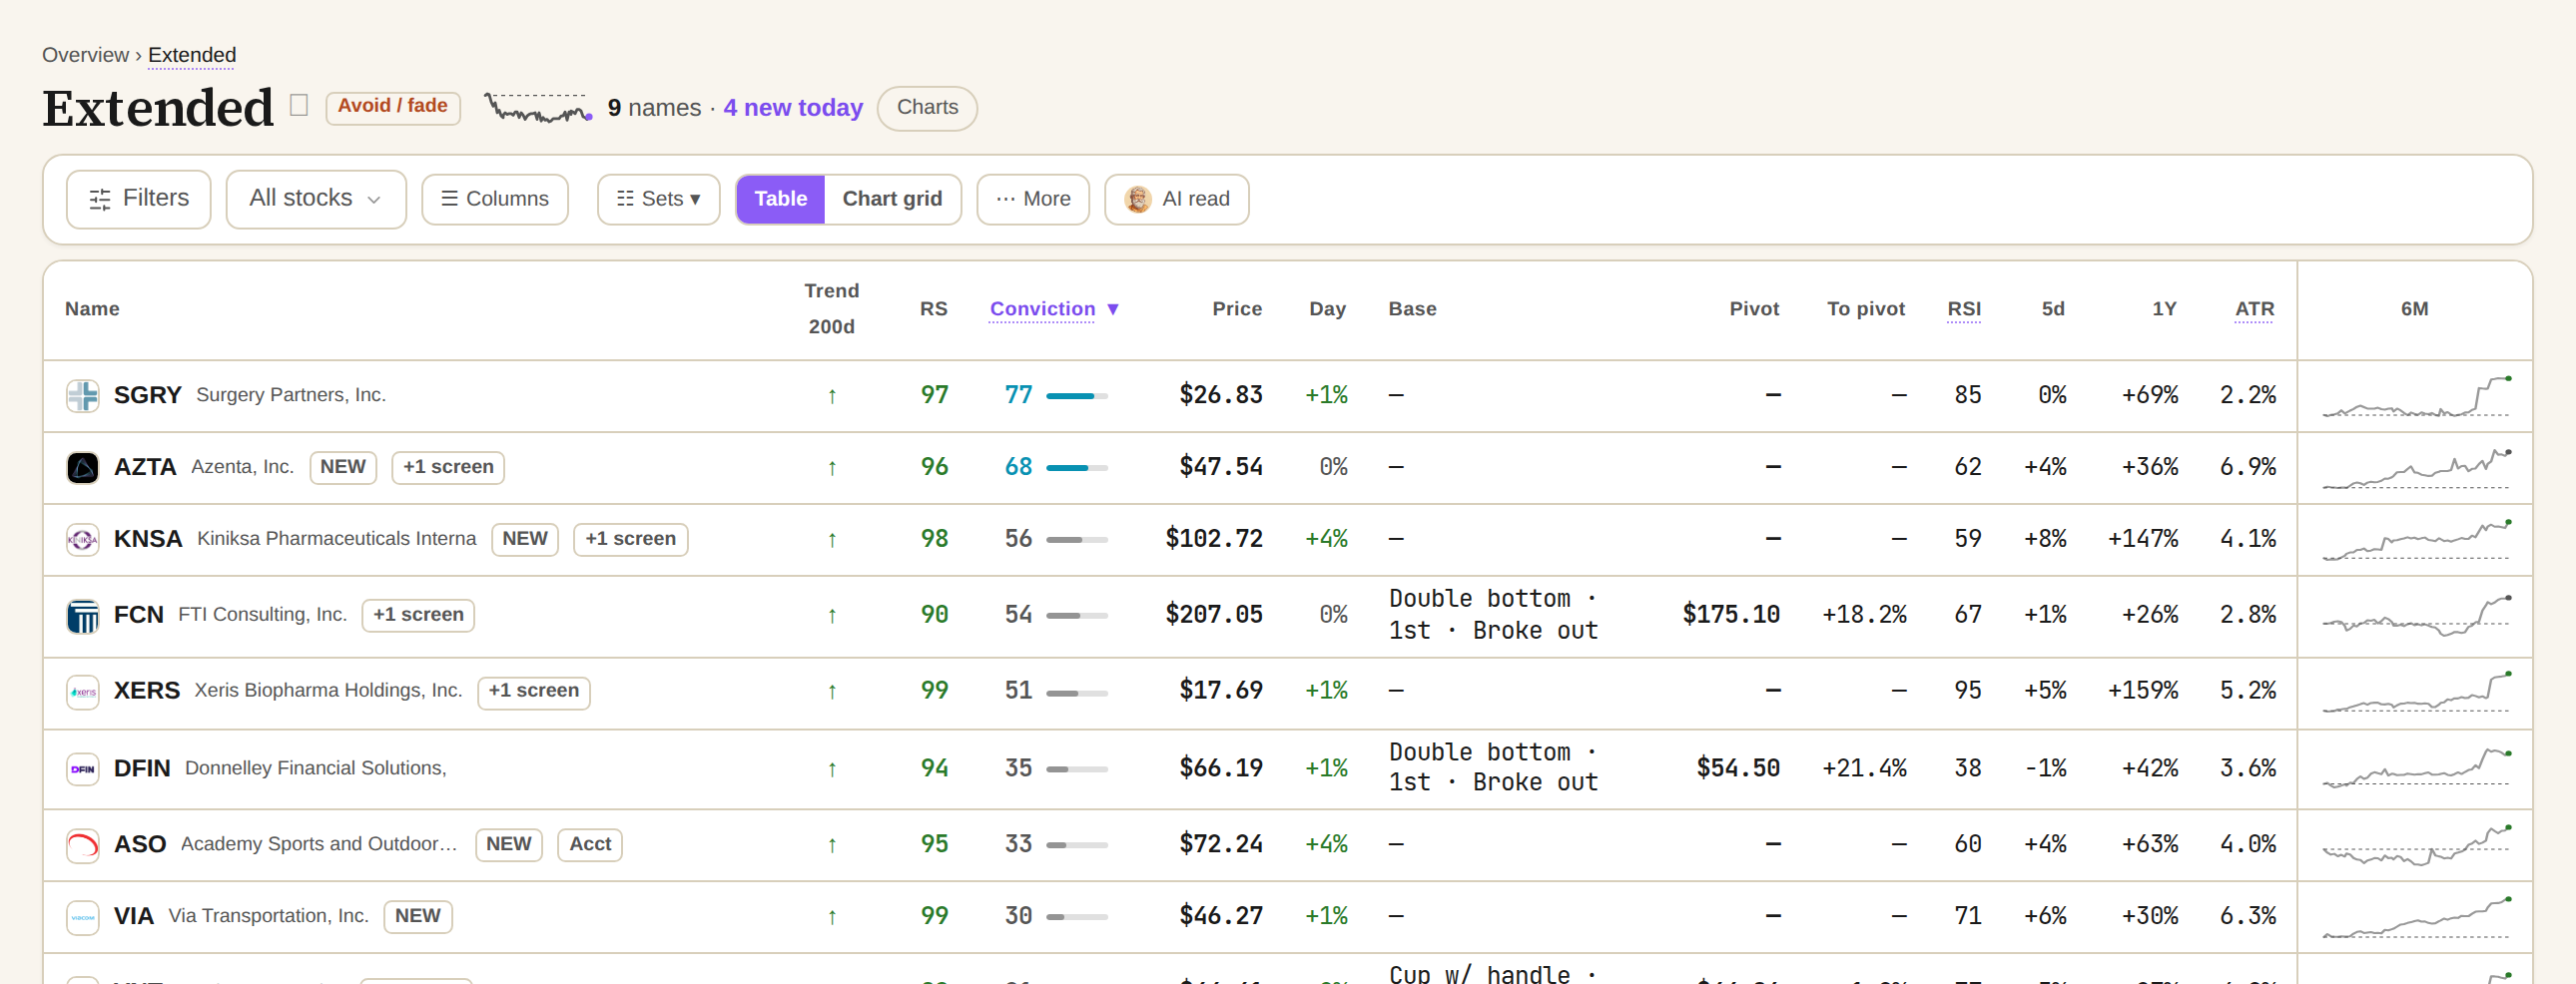 Overview › Extended
Extended Avoid / fade 9 names · 4 new today Charts
Filters All stocks Columns Sets ▾ Table Chart grid ··· More AI read
Name Trend 200d RS Conviction ▼ Price Day Base Pivot To pivot RSI 5d 1Y ATR 6M
SGRY Surgery Partners, Inc. ↑ 97 77 $26.83 +1% — — — 85 0% +69% 2.2%
AZTA Azenta, Inc. NEW +1 screen ↑ 96 68 $47.54 0% — — — 62 +4% +36% 6.9%
KNSA Kiniksa Pharmaceuticals Interna NEW +1 screen ↑ 98 56 $102.72 +4% — — — 59 +8% +147% 4.1%
FCN FTI Consulting, Inc. +1 screen ↑ 90 54 $207.05 0% Double bottom · 1st · Broke out $175.10 +18.2% 67 +1% +26% 2.8%
XERS Xeris Biopharma Holdings, Inc. +1 screen ↑ 99 51 $17.69 +1% — — — 95 +5% +159% 5.2%
DFIN DFIN Donnelley Financial Solutions, ↑ 94 35 $66.19 +1% Double bottom · 1st · Broke out $54.50 +21.4% 38 -1% +42% 3.6%
ASO Academy Sports and Outdoor… NEW Acct ↑ 95 33 $72.24 +4% — — — 60 +4% +63% 4.0%
VIA Via Transportation, Inc. NEW ↑ 99 30 $46.27 +1% — — — 71 +6% +30% 6.3%
Cup w/ handle ·